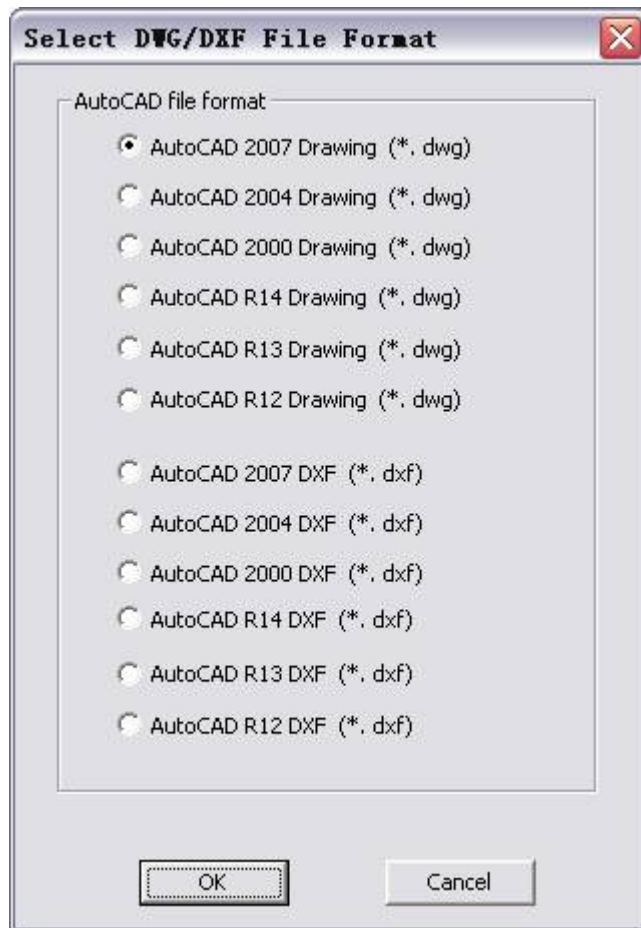 Select DWG/DXF File Format
AutoCAD file format
AutoCAD 2007 Drawing (*. dwg)
AutoCAD 2004 Drawing (*. dwg)
AutoCAD 2000 Drawing (*. dwg)
AutoCAD R14 Drawing (*. dwg)
AutoCAD R13 Drawing (*. dwg)
AutoCAD R12 Drawing (*. dwg)
AutoCAD 2007 DXF (*. dxf)
AutoCAD 2004 DXF (*. dxf)
AutoCAD 2000 DXF (*. dxf)
AutoCAD R14 DXF (*. dxf)
AutoCAD R13 DXF (*. dxf)
AutoCAD R12 DXF (*. dxf)
OK Cancel